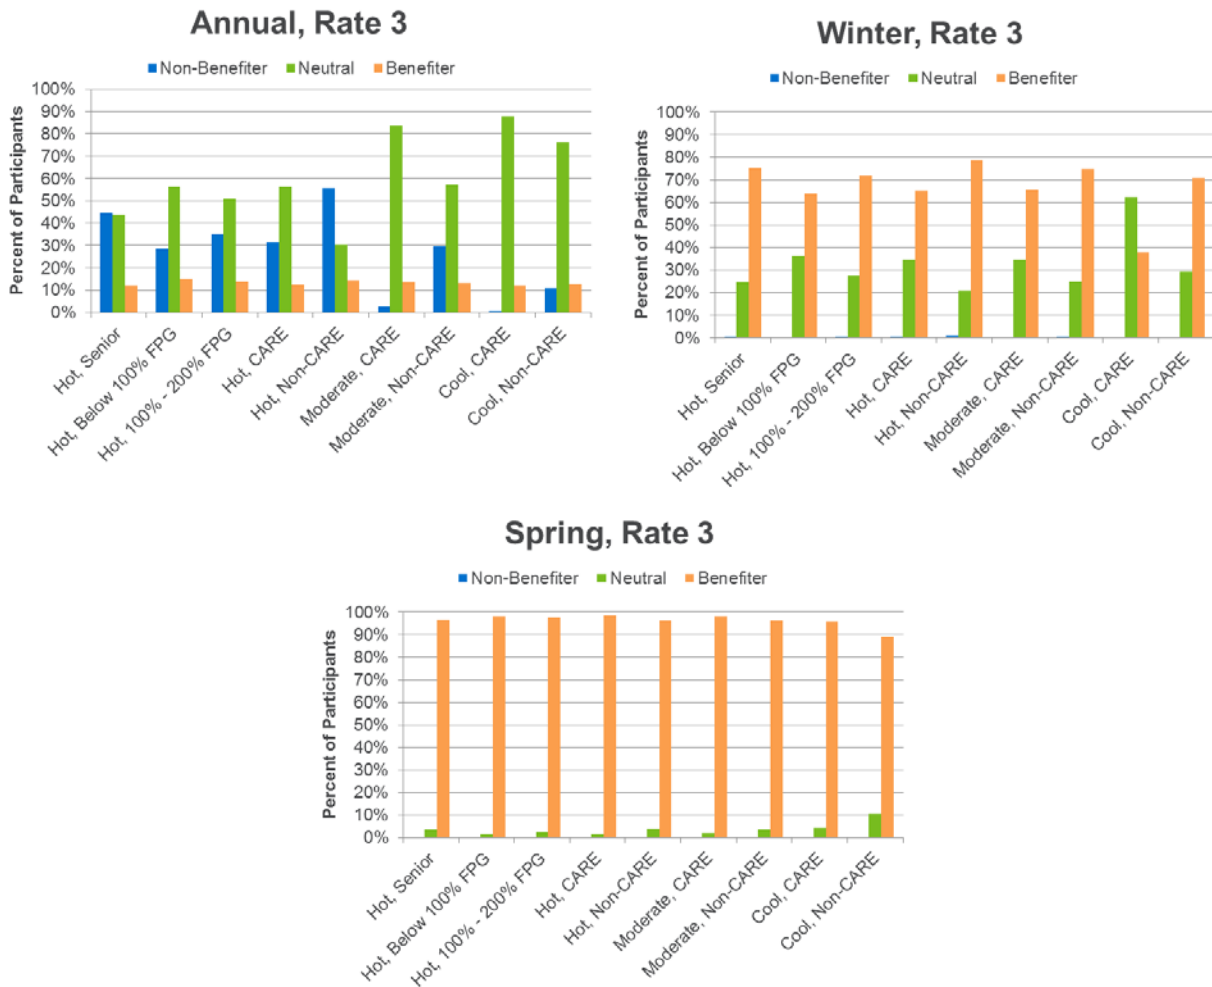 Annual, Rate 3
Non-Benefiter Neutral Benefiter
Percent of Participants
100%
90%
80%
70%
60%
50%
40%
30%
20%
10%
0%
Hot, Senior
Hot, Below 100% FPG
Hot, 100% - 200% FPG
Hot, CARE
Hot, Non-CARE
Moderate, CARE
Moderate, Non-CARE
Cool, CARE
Cool, Non-CARE
Winter, Rate 3
Non-Benefiter Neutral Benefiter
Percent of Participants
100%
90%
80%
70%
60%
50%
40%
30%
20%
10%
0%
Hot, Senior
Hot, Below 100% FPG
Hot, 100% - 200% FPG
Hot, CARE
Hot, Non-CARE
Moderate, CARE
Moderate, Non-CARE
Cool, CARE
Cool, Non-CARE
Spring, Rate 3
Non-Benefiter Neutral Benefiter
Percent of Participants
100%
90%
80%
70%
60%
50%
40%
30%
20%
10%
0%
Hot, Senior
Hot, Below 100% FPG
Hot, 100% - 200% FPG
Hot, CARE
Hot, Non-CARE
Moderate, CARE
Moderate, Non-CARE
Cool, CARE
Cool, Non-CARE